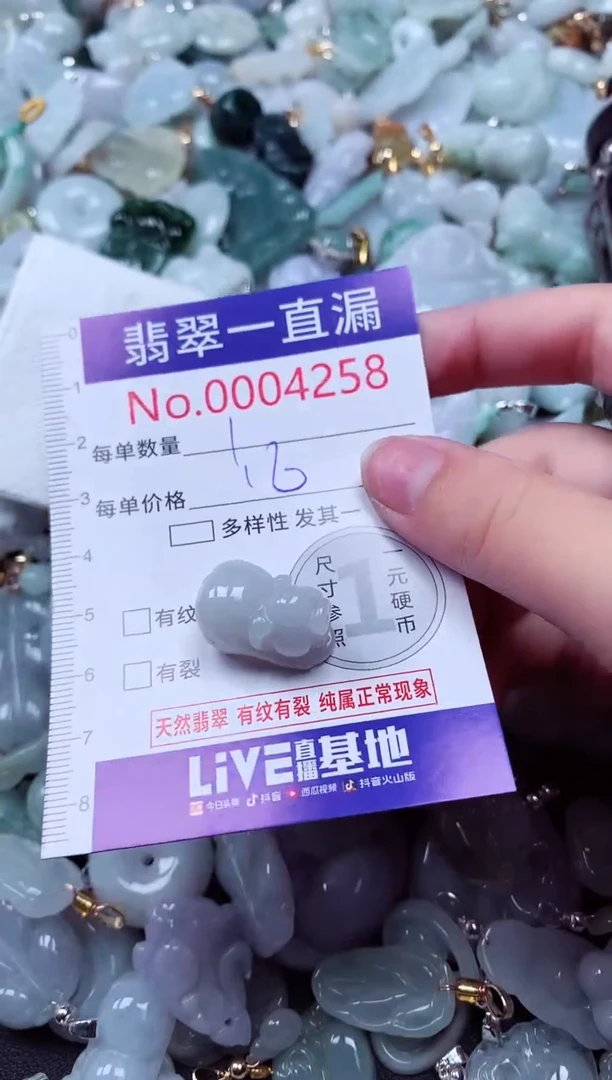 翡翠一直漏
No.0004258
每单数量 1
每单价格
多样性 发其一
尺寸参照
1
一元硬币
有纹
有裂
天然翡翠 有纹有裂 纯属正常现象
LiVE直播基地
今日头条 抖音 西瓜视频 抖音火山版
0
1
2
3
4
5
6
7
8